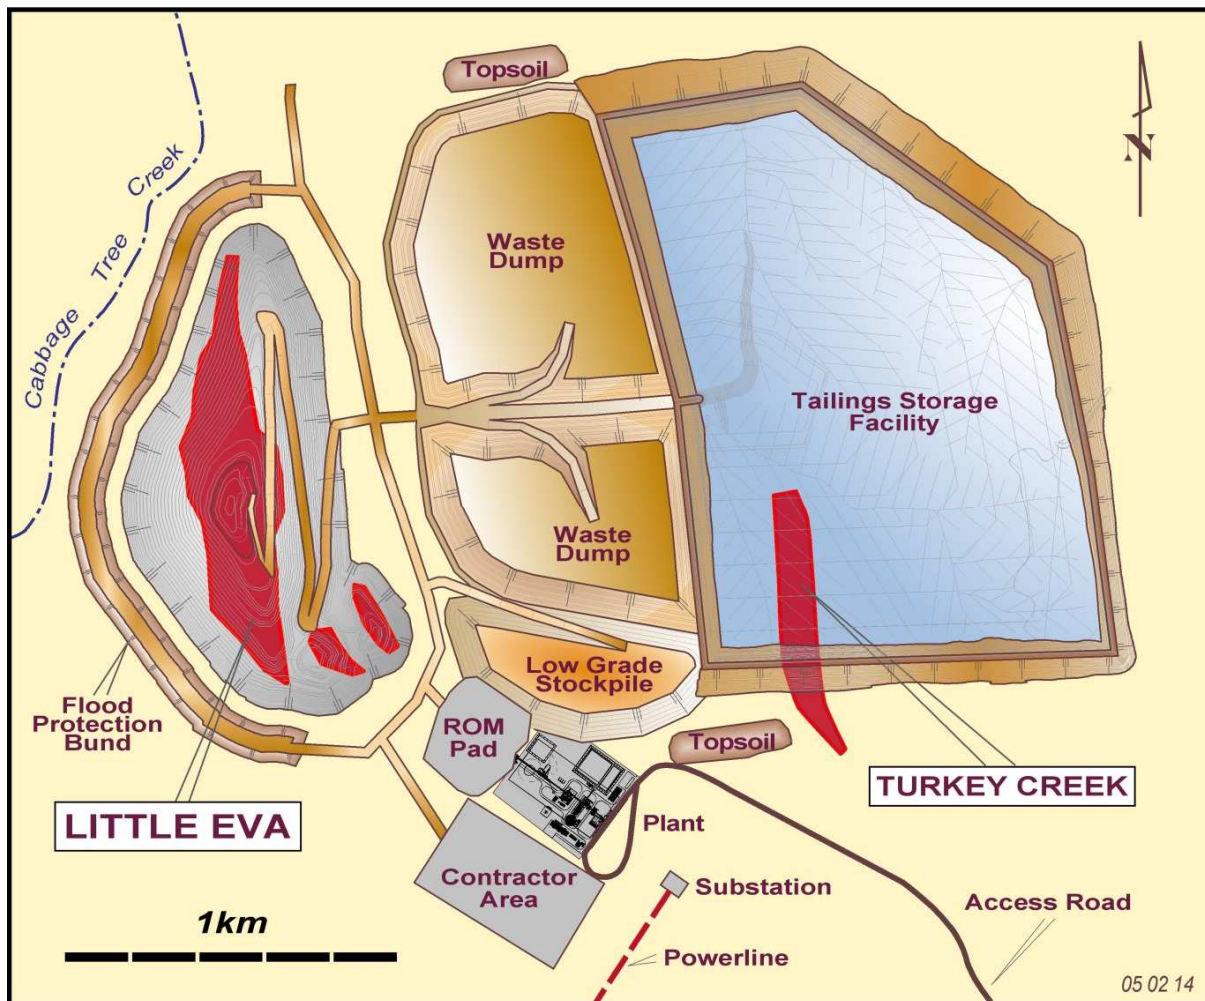 Topsoil
N
Cabbage Tree Creek
Waste
Dump
Tailings Storage
Facility
Waste
Dump
Low Grade
Stockpile
Flood
Protection
Bund
ROM
Pad
Topsoil
TURKEY CREEK
LITTLE EVA
Plant
Contractor
Area
Substation
Access Road
1km
Powerline
05 02 14